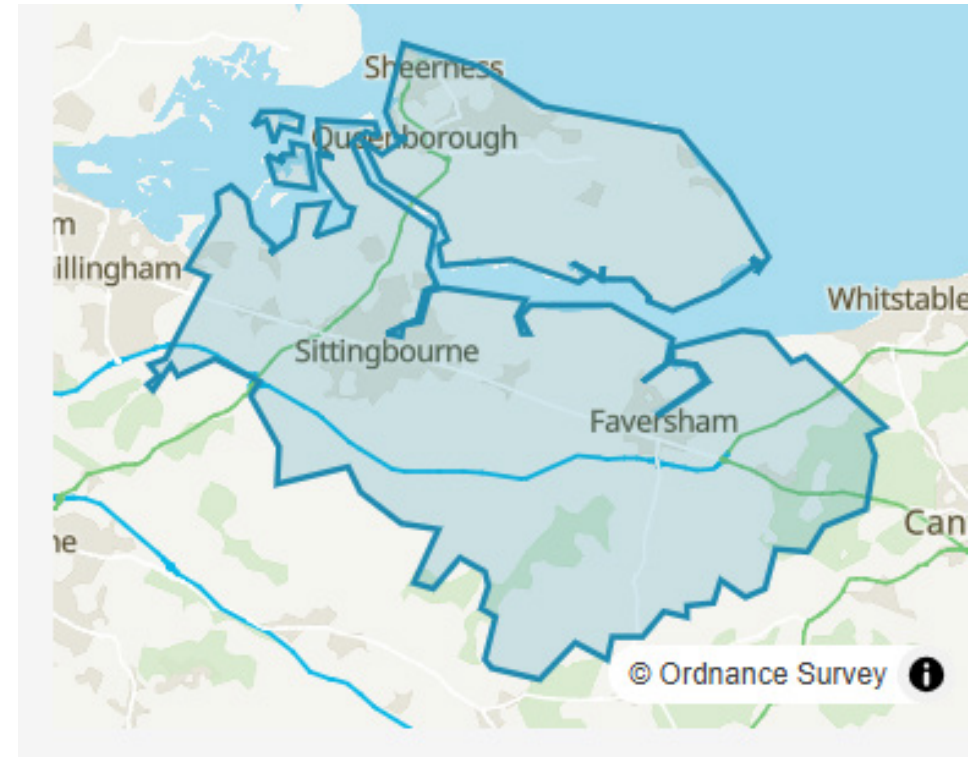 Sheerness
Queenborough
m
illingham
Whitstable
Sittingbourne
Faversham
Can
ne
© Ordnance Survey i